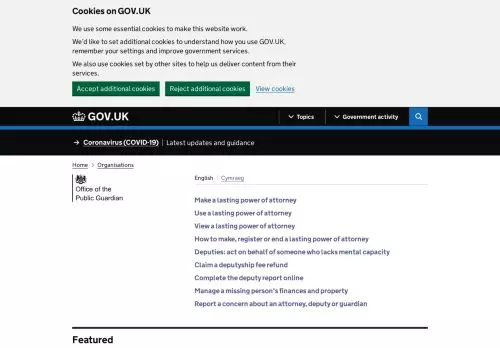 Cookies on GOV.UK
We use some essential cookies to make this website work.
We'd like to set additional cookies to understand how you use GOV.UK,
remember your settings and improve government services.
We also use cookies set by other sites to help us deliver content from their
services.
Accept additional cookies
Reject additional cookies
View cookies
GOV.UK
Topics
Government activity
→ Coronavirus (COVID-19) | Latest updates and guidance
Home > Organisations
Office of the
Public Guardian
English
Cymraeg
Make a lasting power of attorney
Use a lasting power of attorney
View a lasting power of attorney
How to make, register or end a lasting power of attorney
Deputies: act on behalf of someone who lacks mental capacity
Claim a deputyship fee refund
Complete the deputy report online
Manage a missing person's finances and property
Report a concern about an attorney, deputy or guardian
Featured